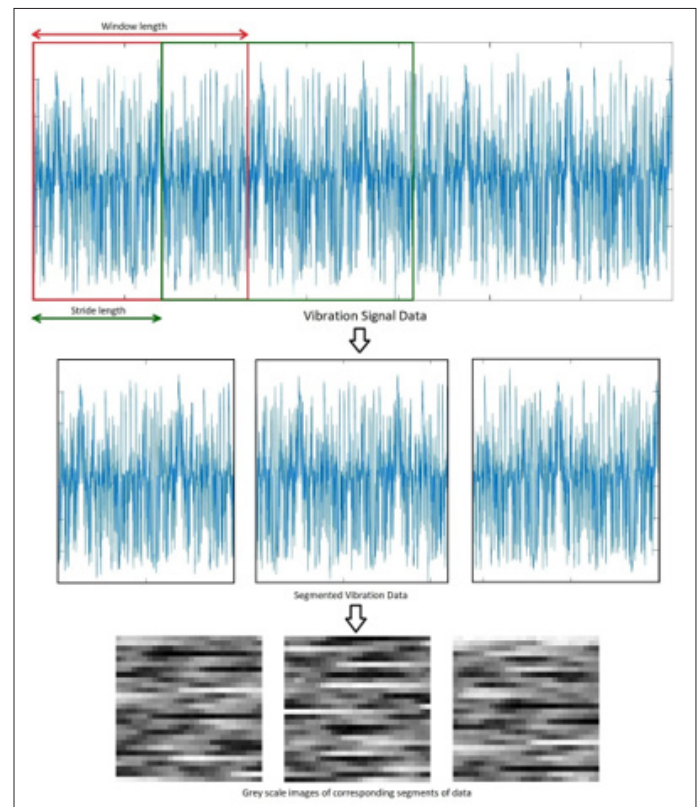 Window length
Stride length
Vibration Signal Data
Segmented Vibration Data
Grey scale images of corresponding segments of data